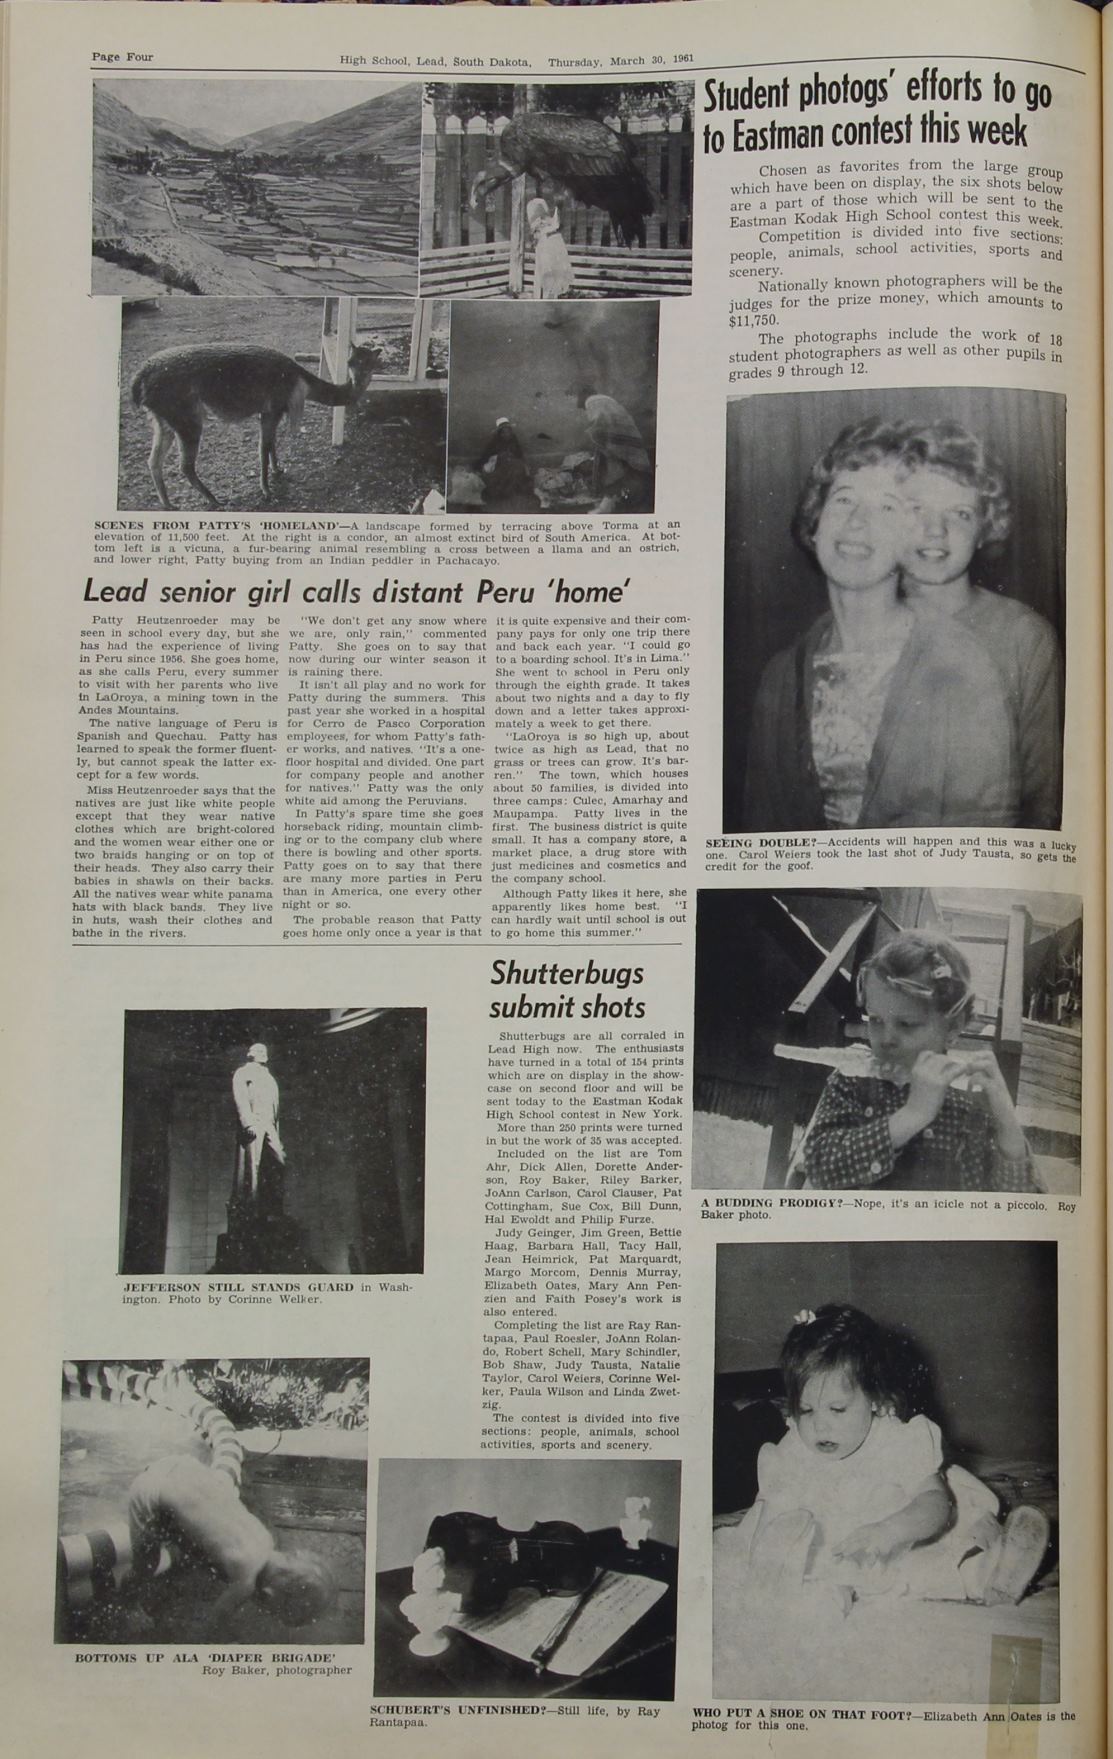 Page Four
High School, Lead, South Dakota, Thursday, March 30, 1961
SCENES FROM PATTY'S 'HOMELAND'—A landscape formed by terracing above Torma at an
elevation of 11,500 feet. At the right is a condor, an almost extinct bird of South America. At bot-
tom left is a vicuna, a fur-bearing animal resembling a cross between a llama and an ostrich,
and lower right, Patty buying from an Indian peddler in Pachacayo.
Lead senior girl calls distant Peru 'home'
Patty Heutzenroeder may be
seen in school every day, but she
has had the experience of living
in Peru since 1956. She goes home,
as she calls Peru, every summer
to visit with her parents who live
in LaOroya, a mining town in the
Andes Mountains.
The native language of Peru is
Spanish and Quechau. Patty has
learned to speak the former fluent-
ly, but cannot speak the latter ex-
cept for a few words.
Miss Heutzenroeder says that the
natives are just like white people
except that they wear native
clothes which are bright-colored
and the women wear either one or
two braids hanging or on top of
their heads. They also carry their
babies in shawls on their backs.
All the natives wear white panama
hats with black bands. They live
in huts, wash their clothes and
bathe in the rivers.
"We don't get any snow where
we are, only rain," commented
Patty. She goes on to say that
now during our winter season it
is raining there.
It isn't all play and no work for
Patty during the summers. This
past year she worked in a hospital
for Cerro de Pasco Corporation
employees, for whom Patty's fath-
er works, and natives. "It's a one-
floor hospital and divided. One part
for company people and another
for natives." Patty was the only
white aid among the Peruvians.
In Patty's spare time she goes
horseback riding, mountain climb-
ing or to the company club where
there is bowling and other sports.
Patty goes on to say that there
are many more parties in Peru
than in America, one every other
night or so.
The probable reason that Patty
goes home only once a year is that
it is quite expensive and their com-
pany pays for only one trip there
and back each year. "I could go
to a boarding school. It's in Lima."
She went to school in Peru only
through the eighth grade. It takes
about two nights and a day to fly
down and a letter takes approxi-
mately a week to get there.
"LaOroya is so high up, about
twice as high as Lead, that no
grass or trees can grow. It's bar-
ren." The town, which houses
about 50 families, is divided into
three camps: Culec, Amarhay and
Maupampa. Patty lives in the
first. The business district is quite
small. It has a company store, a
market place, a drug store with
just medicines and cosmetics and
the company school.
Although Patty likes it here, she
apparently likes home best. "I
can hardly wait until school is out
to go home this summer."
Student photogs' efforts to go
to Eastman contest this week
Chosen as favorites from the large group
which have been on display, the six shots below
are a part of those which will be sent to the
Eastman Kodak High School contest this week.
Competition is divided into five sections:
people, animals, school activities, sports and
scenery.
Nationally known photographers will be the
judges for the prize money, which amounts to
$11,750.
The photographs include the work of 18
student photographers as well as other pupils in
grades 9 through 12.
SEEING DOUBLE?—Accidents will happen and this was a lucky
one. Carol Weiers took the last shot of Judy Tausta, so gets the
credit for the goof.
Shutterbugs
submit shots
Shutterbugs are all corraled in
Lead High now. The enthusiasts
have turned in a total of 154 prints
which are on display in the show-
case on second floor and will be
sent today to the Eastman Kodak
High School contest in New York.
More than 250 prints were turned
in but the work of 35 was accepted.
Included on the list are Tom
Ahr, Dick Allen, Dorette Ander-
son, Roy Baker, Riley Barker,
JoAnn Carlson, Carol Clauser, Pat
Cottingham, Sue Cox, Bill Dunn,
Hal Ewoldt and Philip Furze.
Judy Geinger, Jim Green, Bettie
Haag, Barbara Hall, Tacy Hall,
Jean Heimrick, Pat Marquardt,
Margo Morcom, Dennis Murray,
Elizabeth Oates, Mary Ann Pen-
zien and Faith Posey's work is
also entered.
Completing the list are Ray Ran-
tapaa, Paul Roesler, JoAnn Rolan-
do, Robert Schell, Mary Schindler,
Bob Shaw, Judy Tausta, Natalie
Taylor, Carol Weiers, Corinne Wel-
ker, Paula Wilson and Linda Zwet-
zig.
The contest is divided into five
sections: people, animals, school
activities, sports and scenery.
A BUDDING PRODIGY?—Nope, it's an icicle not a piccolo. Roy
Baker photo.
JEFFERSON STILL STANDS GUARD in Wash-
ington. Photo by Corinne Welker.
BOTTOMS UP ALA 'DIAPER BRIGADE'
Roy Baker, photographer
SCHUBERT'S UNFINISHED?—Still life, by Ray
Rantapaa.
WHO PUT A SHOE ON THAT FOOT?—Elizabeth Ann Oates is the
photog for this one.